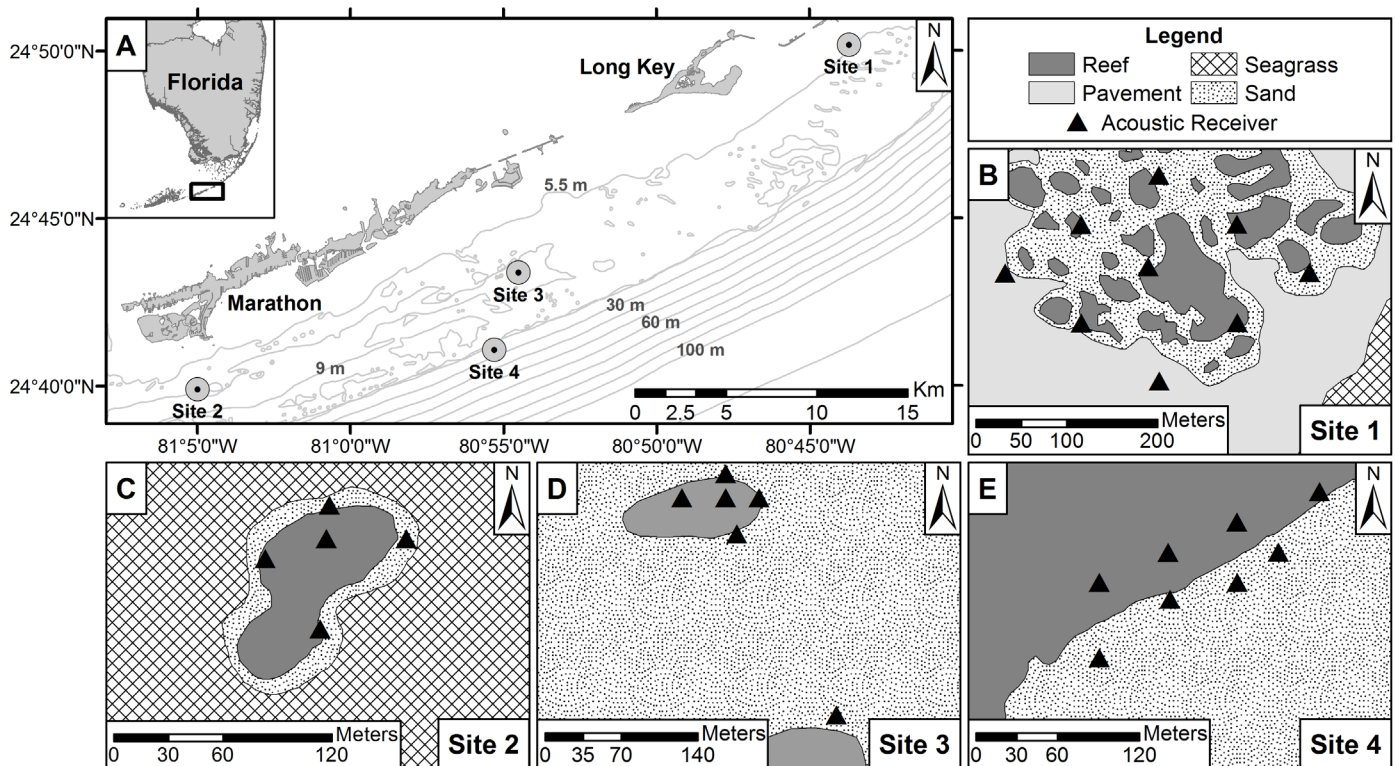 A
Florida
24°50'0"N
24°45'0"N
24°40'0"N
Long Key
Site 1
N
5.5 m
Marathon
Site 3
30 m
60 m
100 m
9 m
Site 4
Site 2
Km
0 2.5 5 10 15
81°5'0"W 81°0'0"W 80°55'0"W 80°50'0"W 80°45'0"W
Legend
Reef Seagrass
Pavement Sand
Acoustic Receiver
B
N
Meters
0 50 100 200
Site 1
C
N
Meters
0 30 60 120
Site 2
D
N
Meters
0 35 70 140
Site 3
E
N
Meters
0 30 60 120
Site 4